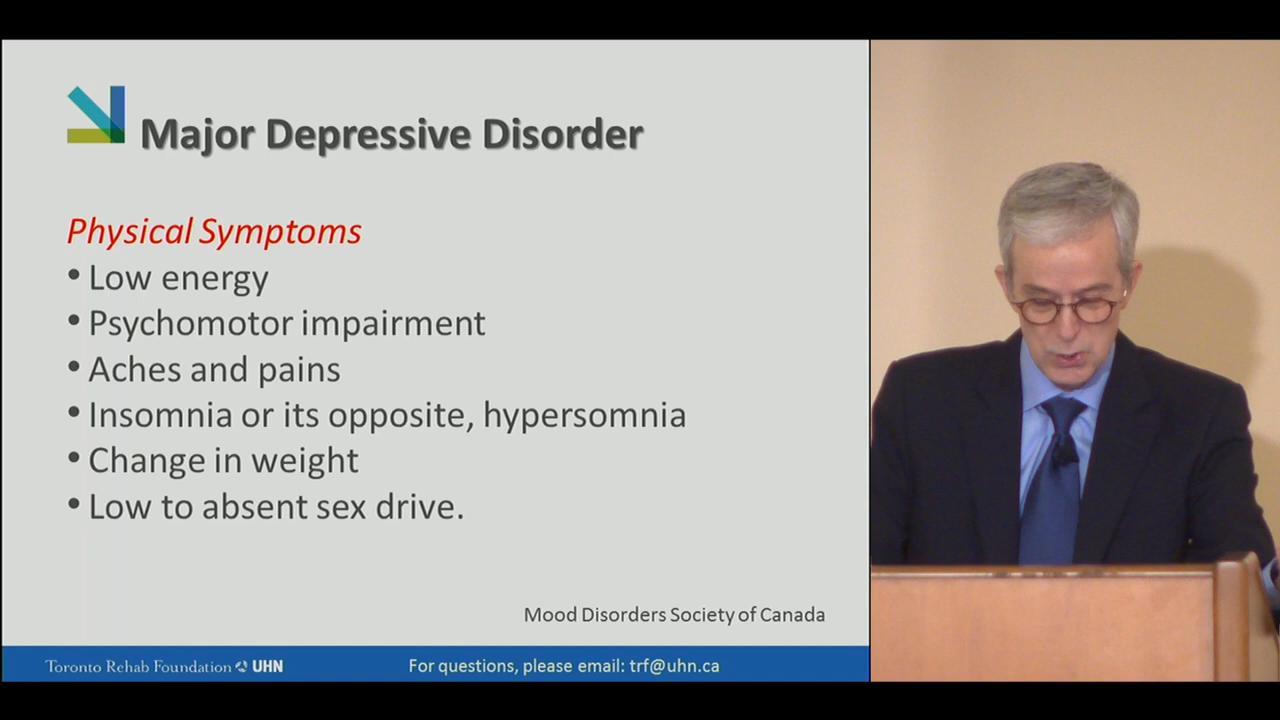 Major Depressive Disorder
Physical Symptoms
• Low energy
• Psychomotor impairment
• Aches and pains
• Insomnia or its opposite, hypersomnia
• Change in weight
• Low to absent sex drive.
Mood Disorders Society of Canada
Toronto Rehab Foundation UHN
For questions, please email: trf@uhn.ca